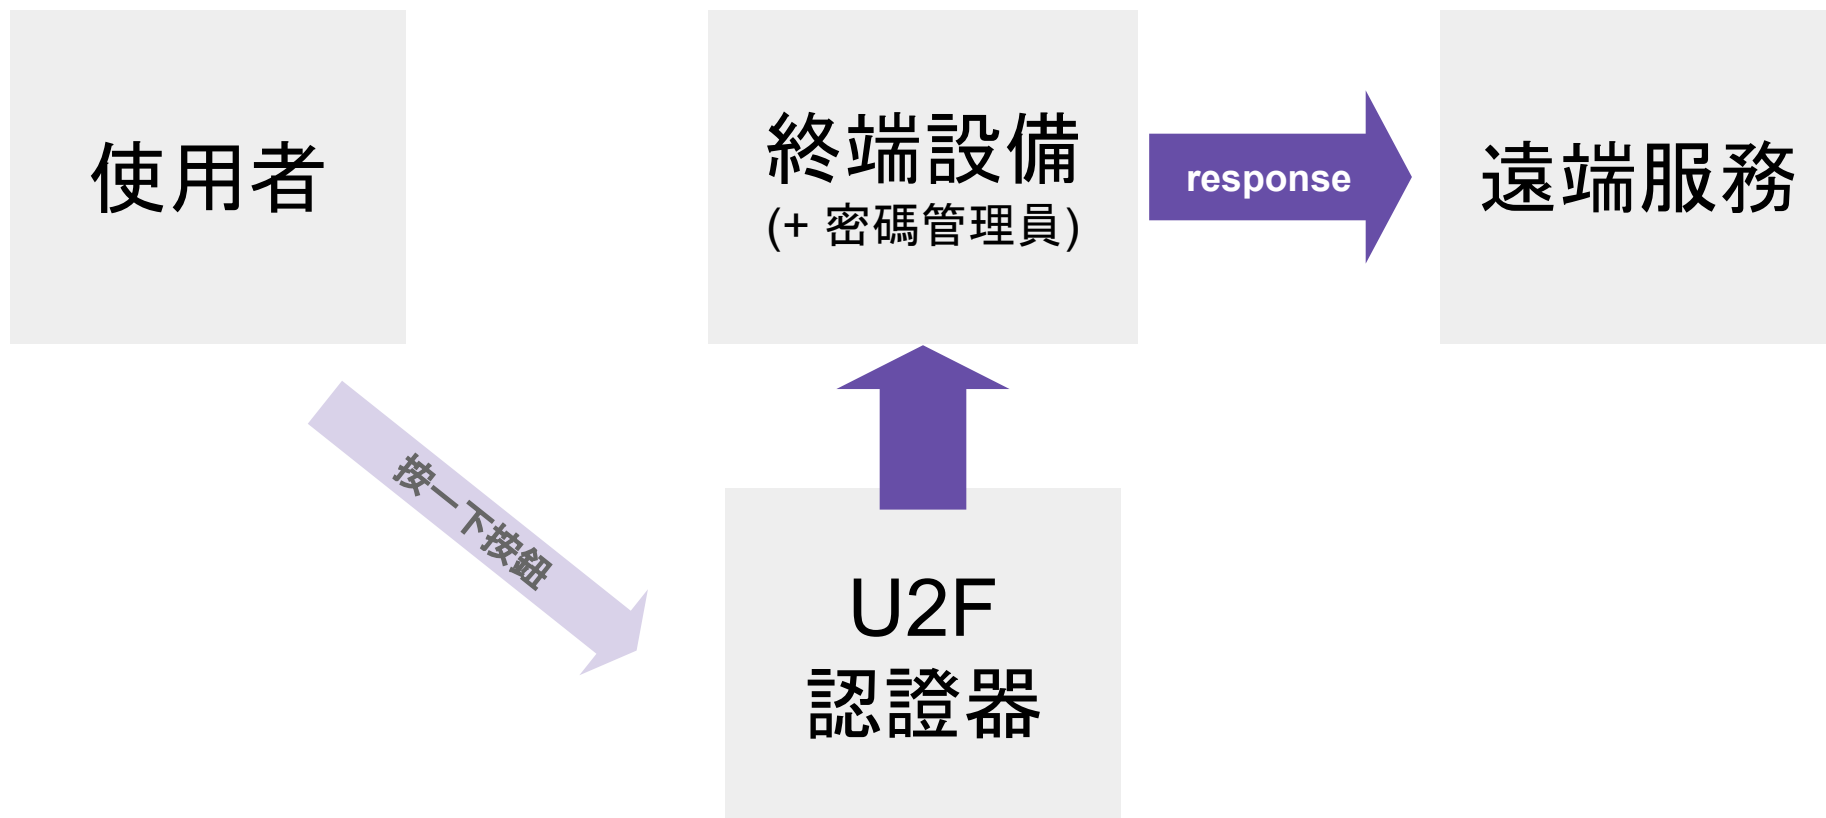 使用者
終端設備
(+ 密碼管理員)
response
遠端服務
按一下按鈕
U2F
認證器